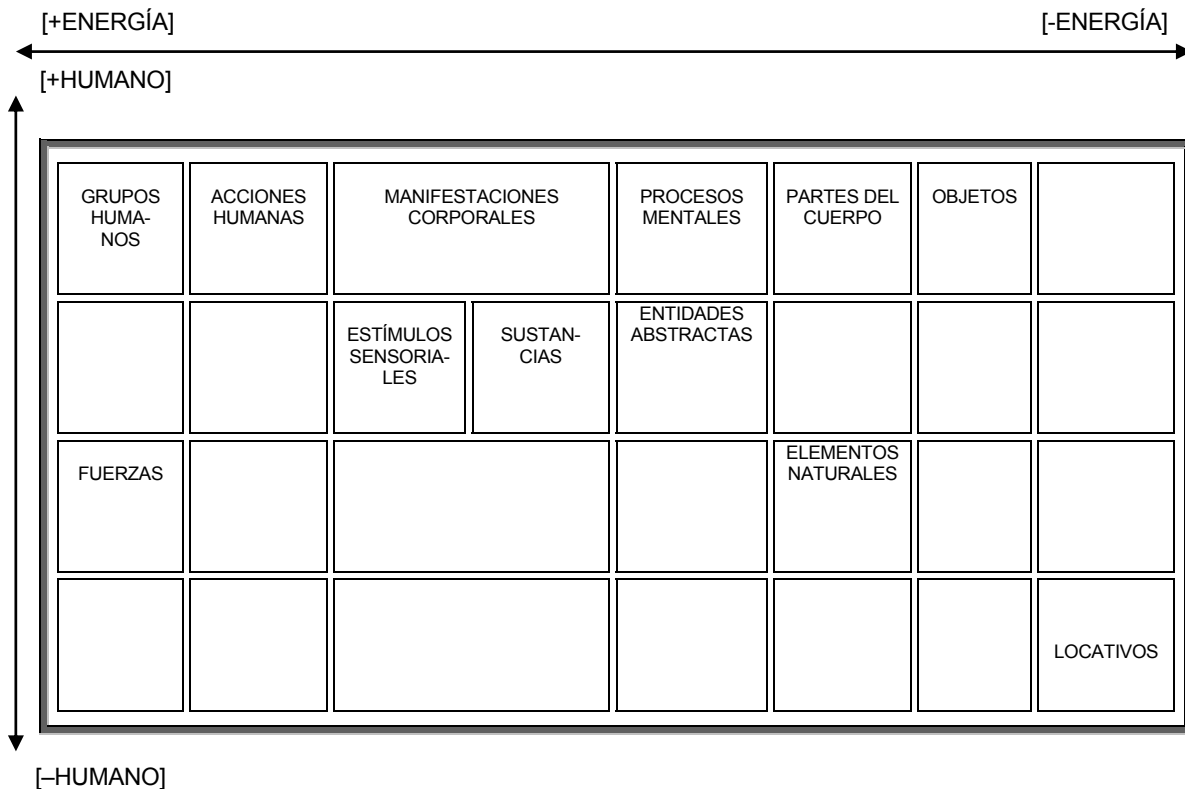 [+ENERGÍA]
[-ENERGÍA]
[+HUMANO]
GRUPOS
HUMA-
NOS
ACCIONES
HUMANAS
MANIFESTACIONES
CORPORALES
PROCESOS
MENTALES
PARTES DEL
CUERPO
OBJETOS
ESTÍMULOS
SENSORIA-
LES
SUSTAN-
CIAS
ENTIDADES
ABSTRACTAS
FUERZAS
ELEMENTOS
NATURALES
LOCATIVOS
[–HUMANO]